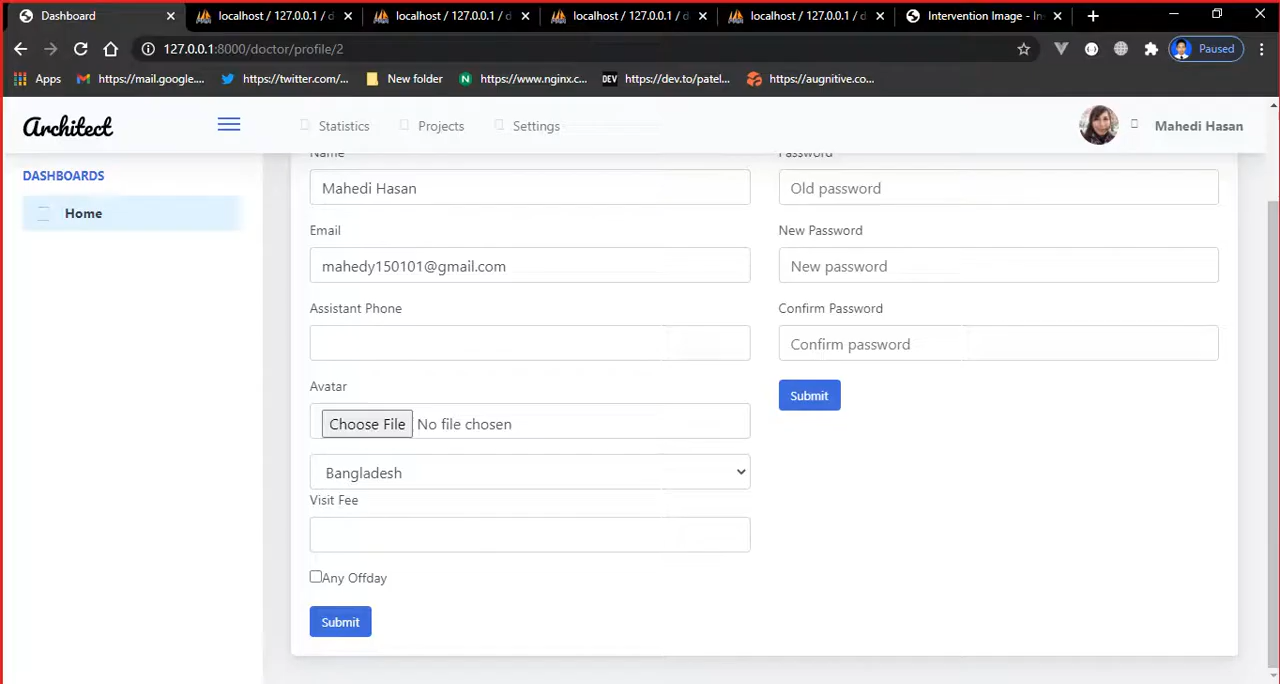 Dashboard
localhost / 127.0.0.1 / d
localhost / 127.0.0.1 / d
localhost / 127.0.0.1 / d
localhost / 127.0.0.1 / d
Intervention Image - In
127.0.0.1:8000/doctor/profile/2
Paused
Apps
https://mail.google....
https://twitter.com/...
New folder
https://www.nginx.c...
DEV
https://dev.to/patel...
https://augnitive.co...
Architect
Statistics
Projects
Settings
Mahedi Hasan
DASHBOARDS
Home
Name
Mahedi Hasan
Email
mahedy150101@gmail.com
Assistant Phone
Avatar
Choose File No file chosen
Bangladesh
Visit Fee
Any Offday
Submit
Password
Old password
New Password
New password
Confirm Password
Confirm password
Submit